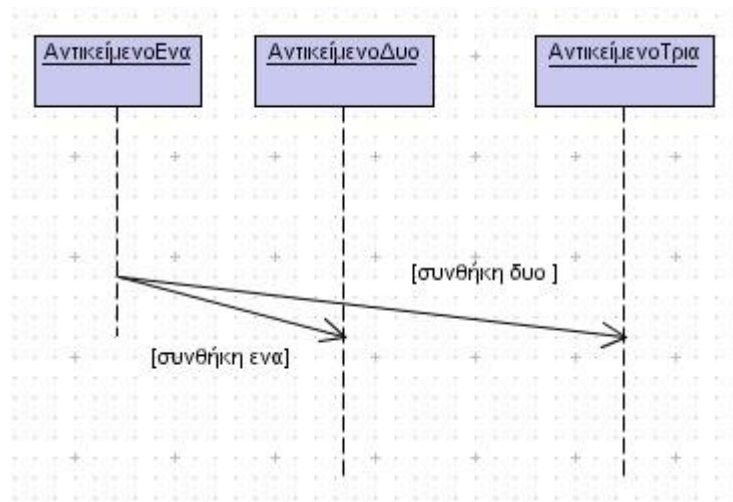 ΑντικείμενοΕνα
ΑντικείμενοΔυο
ΑντικείμενοΤρια
[συνθήκη δυο ]
[συνθήκη ενα]